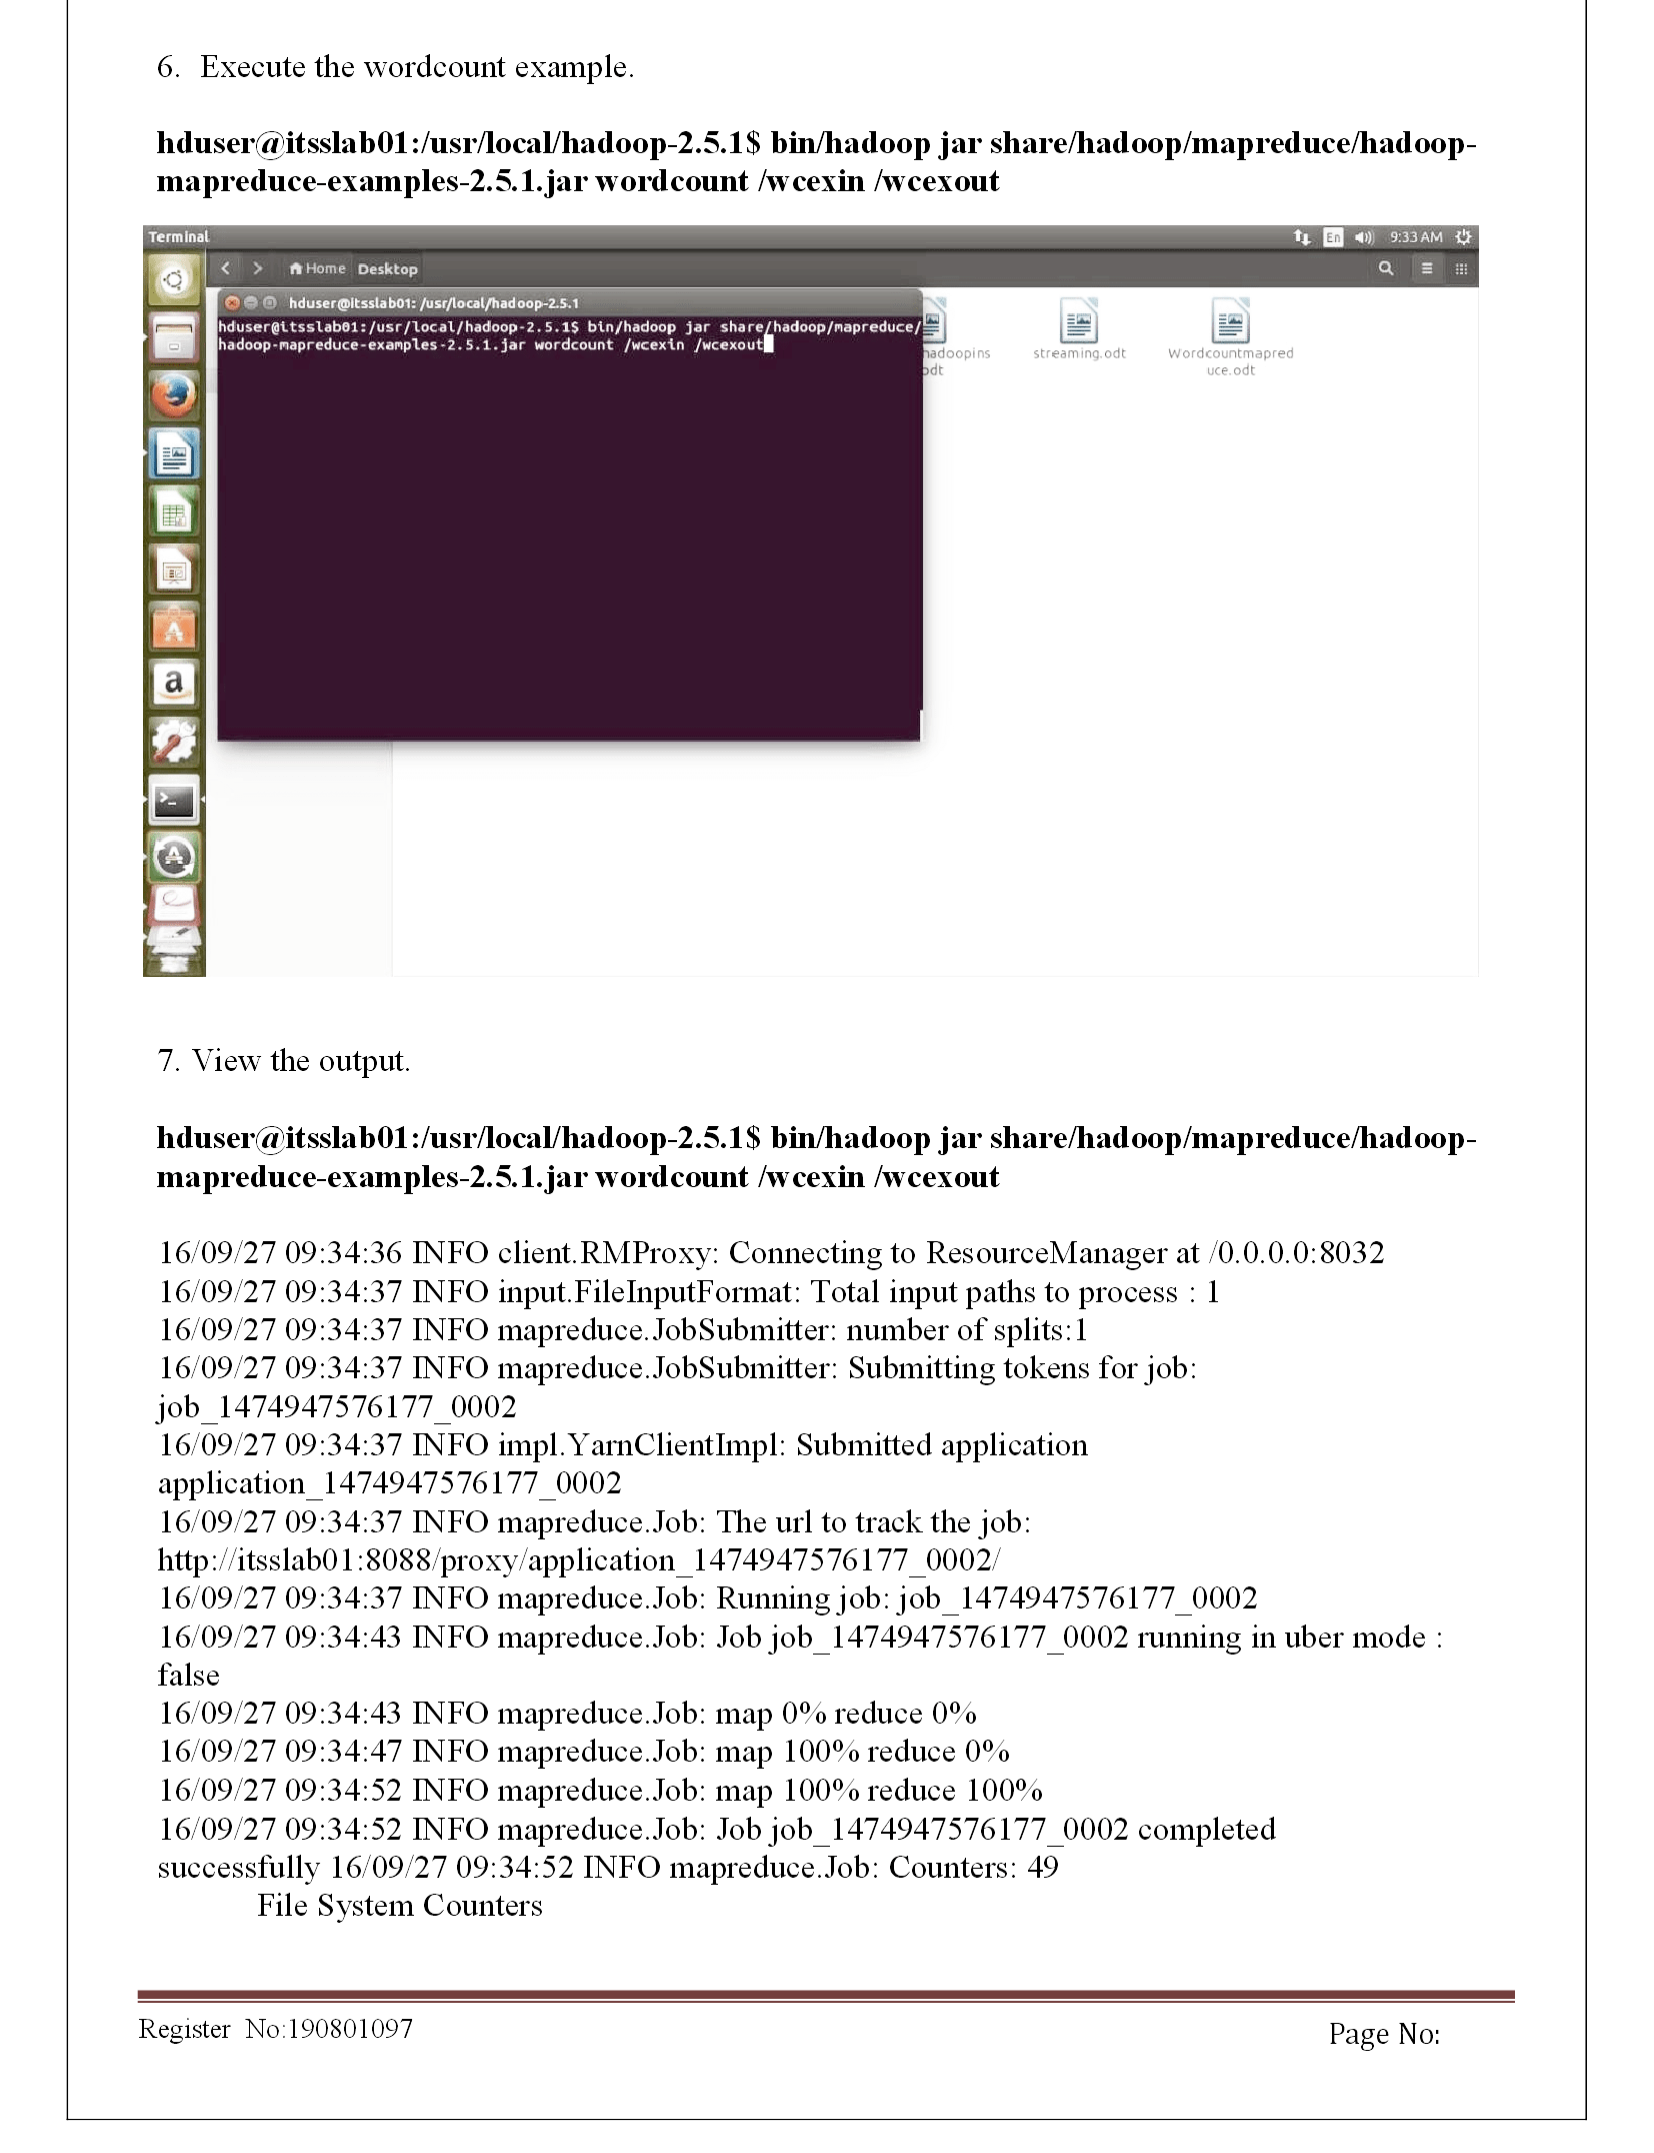 6. Execute the wordcount example.
hduser@itsslab01:/usr/local/hadoop-2.5.1$ bin/hadoop jar share/hadoop/mapreduce/hadoop-
mapreduce-examples-2.5.1.jar wordcount /wcexin /wcexout
Terminal
En
9:33 AM
Home Desktop
hduser@itsslab01: /usr/local/hadoop-2.5.1
hduser@itsslab01:/usr/local/hadoop-2.5.1$ bin/hadoop jar share/hadoop/mapreduce/
hadoop-mapreduce-examples-2.5.1.jar wordcount /wcexin /wcexout
hadoopins
odt
streaming.odt
Wordcountmapred
uce.odt
7. View the output.
hduser@itsslab01:/usr/local/hadoop-2.5.1$ bin/hadoop jar share/hadoop/mapreduce/hadoop-
mapreduce-examples-2.5.1.jar wordcount /wcexin /wcexout
16/09/27 09:34:36 INFO client.RMProxy: Connecting to ResourceManager at /0.0.0.0:8032
16/09/27 09:34:37 INFO input.FileInputFormat: Total input paths to process : 1
16/09/27 09:34:37 INFO mapreduce.JobSubmitter: number of splits:1
16/09/27 09:34:37 INFO mapreduce.JobSubmitter: Submitting tokens for job:
job_1474947576177_0002
16/09/27 09:34:37 INFO impl.YarnClientImpl: Submitted application
application_1474947576177_0002
16/09/27 09:34:37 INFO mapreduce.Job: The url to track the job:
http://itsslab01:8088/proxy/application_1474947576177_0002/
16/09/27 09:34:37 INFO mapreduce.Job: Running job: job_1474947576177_0002
16/09/27 09:34:43 INFO mapreduce.Job: Job job_1474947576177_0002 running in uber mode :
false
16/09/27 09:34:43 INFO mapreduce.Job: map 0% reduce 0%
16/09/27 09:34:47 INFO mapreduce.Job: map 100% reduce 0%
16/09/27 09:34:52 INFO mapreduce.Job: map 100% reduce 100%
16/09/27 09:34:52 INFO mapreduce.Job: Job job_1474947576177_0002 completed
successfully 16/09/27 09:34:52 INFO mapreduce.Job: Counters: 49
File System Counters
Register No:190801097
Page No: